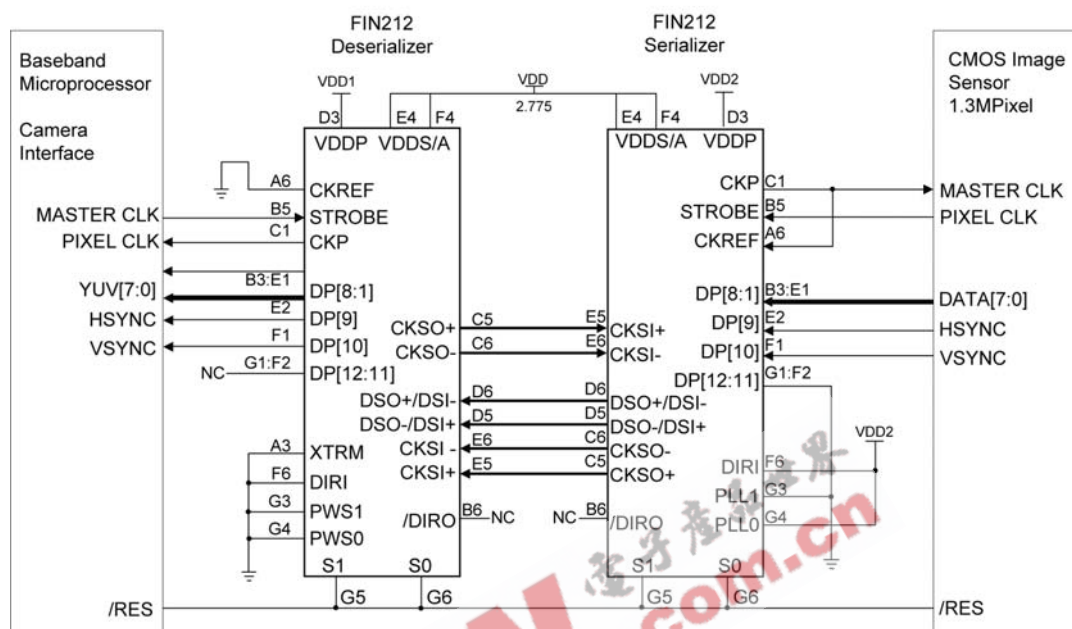 FIN212
Deserializer
FIN212
Serializer
Baseband
Microprocessor
Camera
Interface
CMOS Image
Sensor
1.3MPixel
VDD1
VDD
2.775
VDD2
D3
E4
F4
E4
F4
D3
VDDP
VDDS/A
VDDS/A
VDDP
A6
CKREF
MASTER CLK
B5
STROBE
PIXEL CLK
C1
CKP
YUV[7:0]
B3:E1
DP[8:1]
HSYNC
E2
DP[9]
VSYNC
F1
DP[10]
NC
G1:F2
DP[12:11]
A3
XTRM
F6
DIRI
G3
PWS1
G4
PWS0
CKSO+
C5
E5
CKSI+
CKSO-
C6
E6
CKSI-
DSO+/DSI-
D6
D6
DSO+/DSI-
DSO-/DSI+
D5
D5
DSO-/DSI+
CKSI -
E6
C6
CKSO-
CKSI+
E5
C5
CKSO+
/DIRO
B6
NC
NC
B6
/DIRO
CKP
C1
MASTER CLK
STROBE
B5
PIXEL CLK
CKREF
A6
DP[8:1]
B3:E1
DATA[7:0]
DP[9]
E2
HSYNC
DP[10]
F1
VSYNC
DP[12:11]
G1:F2
VDD2
DIRI
F6
PLL1
G3
PLL0
G4
S1
S0
S1
S0
/RES
G5
G6
G5
G6
/RES
電子產品世界
.com.cn